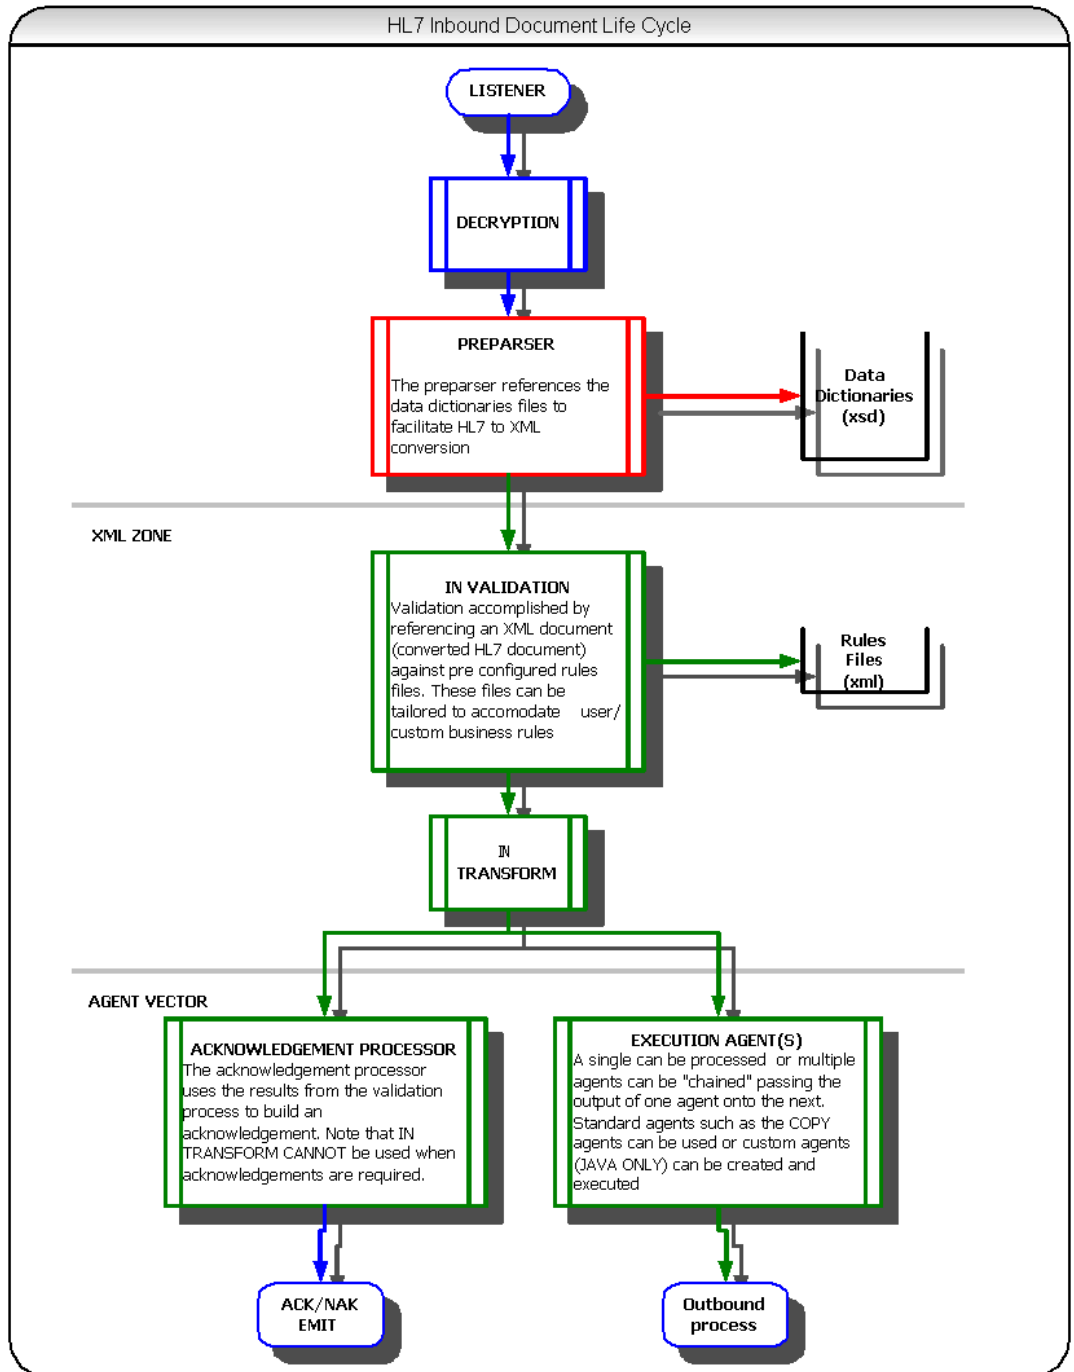 HL7 Inbound Document Life Cycle
LISTENER
DECRYPTION
PREPARSER
The preparser references the
data dictionaries files to
facilitate HL7 to XML
conversion
Data
Dictionaries
(xsd)
XML ZONE
IN VALIDATION
Validation accomplished by
referencing an XML document
(converted HL7 document)
against pre configured rules
files. These files can be
tailored to accomodate user/
custom business rules
Rules
Files
(xml)
IN
TRANSFORM
AGENT VECTOR
ACKNOWLEDGEMENT PROCESSOR
The acknowledgement processor
uses the results from the validation
process to build an
acknowledgement. Note that IN
TRANSFORM CANNOT be used when
acknowledgements are required.
EXECUTION AGENT(S)
A single can be processed or multiple
agents can be "chained" passing the
output of one agent onto the next.
Standard agents such as the COPY
agents can be used or custom agents
(JAVA ONLY) can be created and
executed
ACK/NAK
EMIT
Outbound
process